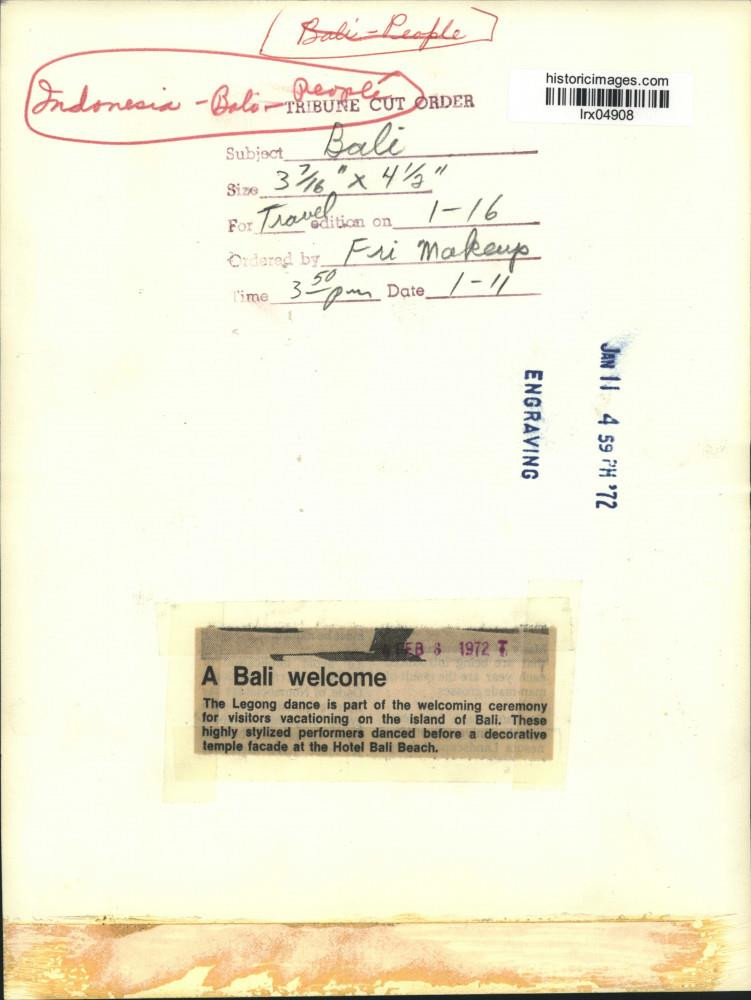 Bali-People
Indonesia - Bali - People
historicimages.com
lrx04908
TRIBUNE CUT ORDER
Subject Bali
Size 3 7/16" x 4 1/2"
For Travel edition on 1-16
Ordered by Fri Makeup
Time 3 50 pm Date 1-11
JAN 11 4 59 PM '72
ENGRAVING
FEB 6 1972 T
A Bali welcome
The Legong dance is part of the welcoming ceremony
for visitors vacationing on the island of Bali. These
highly stylized performers danced before a decorative
temple facade at the Hotel Bali Beach.